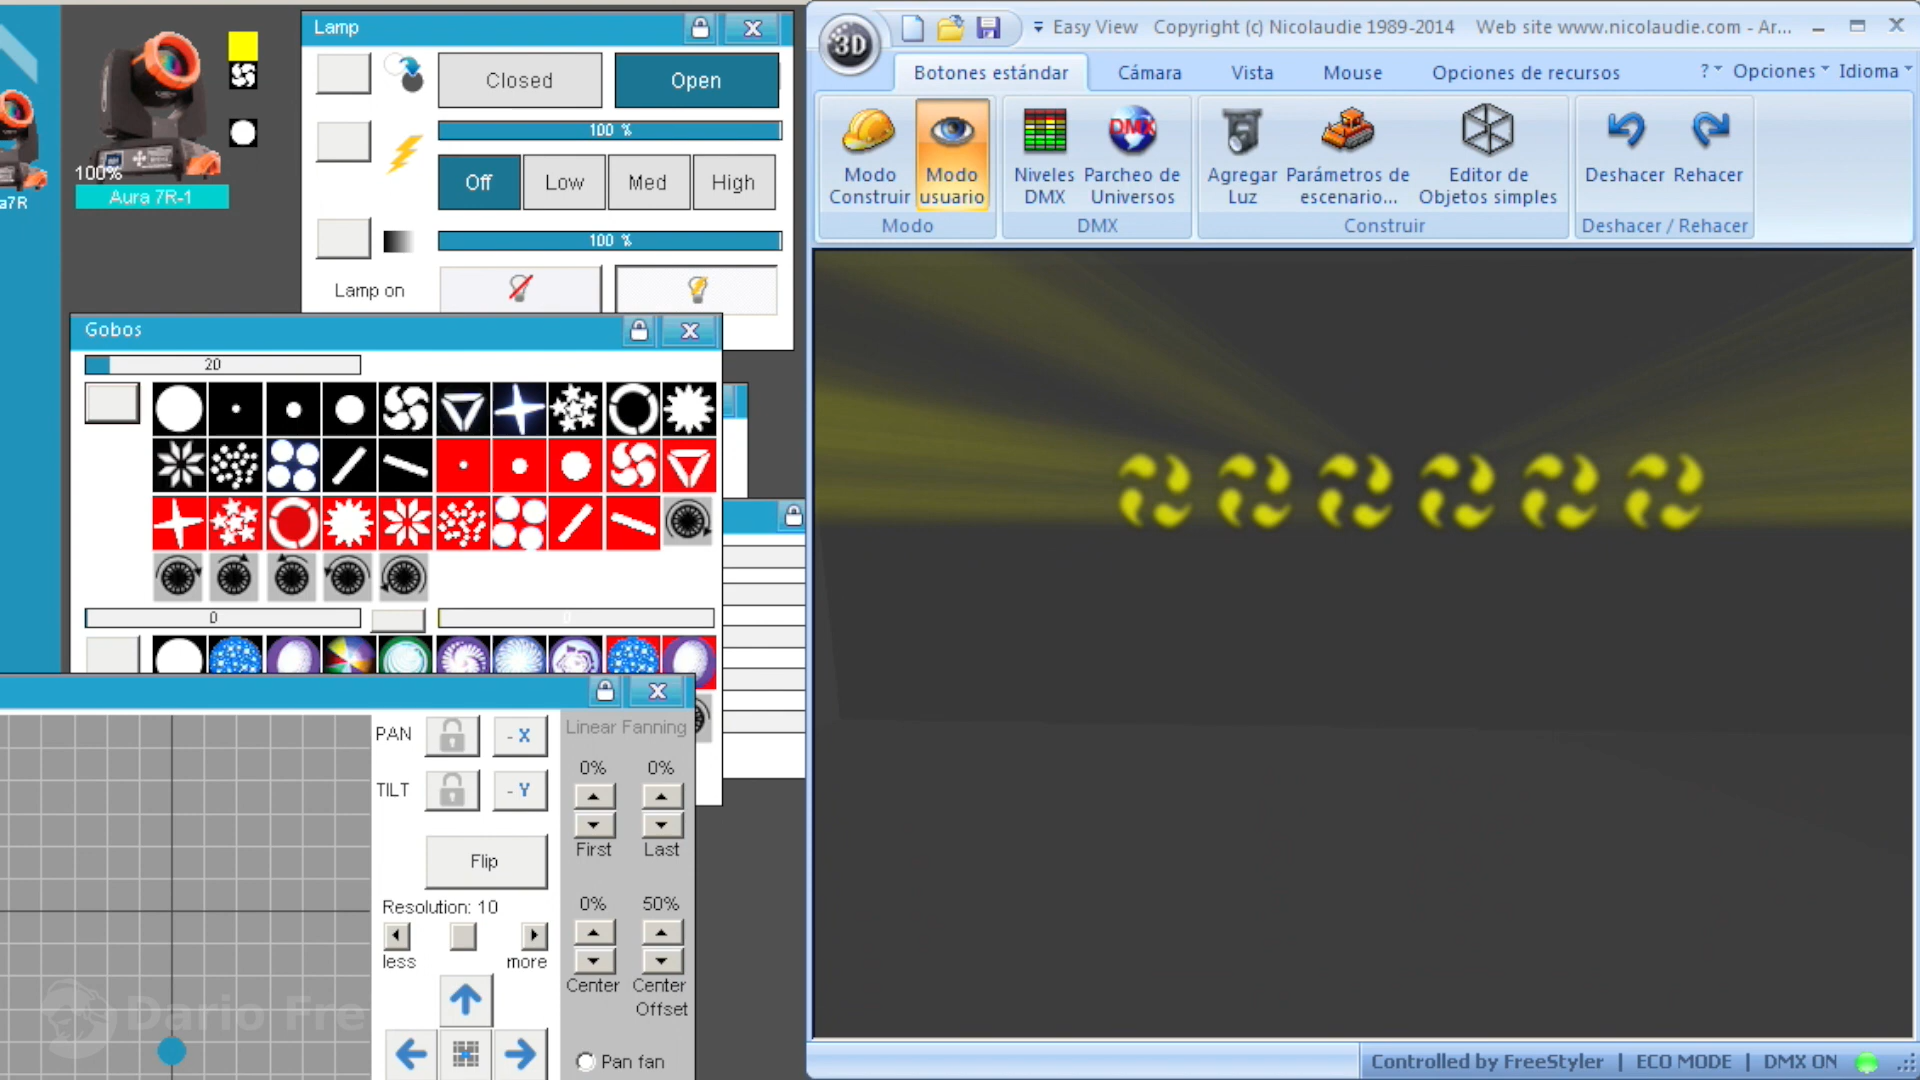 Lamp
Closed
Open
100 %
Off
Low
Med
High
100 %
Lamp on
100%
Aura 7R-1
a7R
Gobos
20
0
0
PAN
- X
TILT
- Y
Flip
Resolution: 10
less
more
Linear Fanning
0%
0%
First
Last
0%
50%
Center
Center
Offset
Pan fan
Dario Fre
3D
Easy View Copyright (c) Nicolaudie 1989-2014 Web site www.nicolaudie.com - Ar...
Botones estándar
Cámara
Vista
Mouse
Opciones de recursos
?
Opciones
Idioma
Modo
Construir
Modo
usuario
Modo
Niveles
DMX
DMX
Parcheo de
Universos
DMX
Agregar
Luz
Parámetros de
escenario...
Editor de
Objetos simples
Construir
Deshacer
Rehacer
Deshacer / Rehacer
Controlled by FreeStyler | ECO MODE | DMX ON